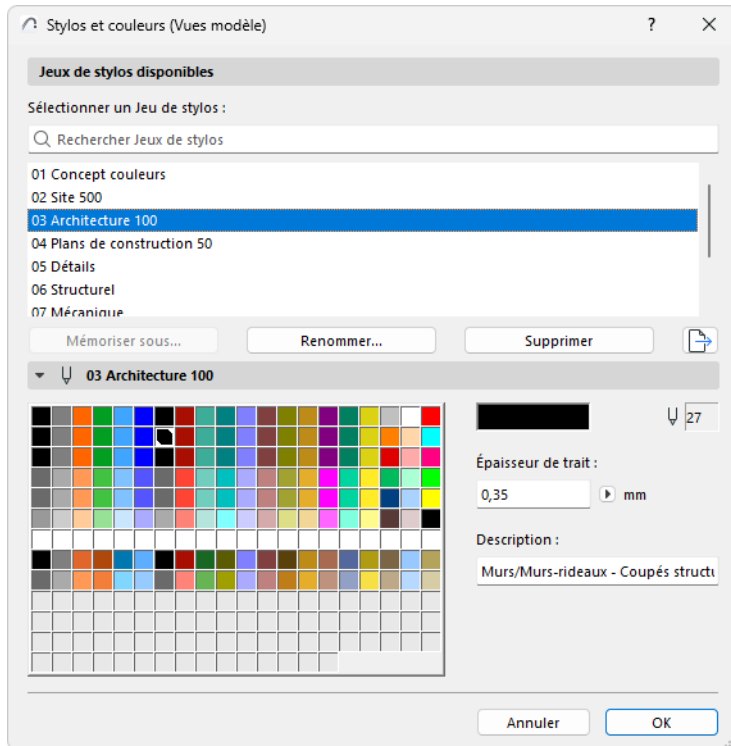 Stylos et couleurs (Vues modèle)
?
Jeux de stylos disponibles
Sélectionner un Jeu de stylos :
Rechercher Jeux de stylos
01 Concept couleurs
02 Site 500
03 Architecture 100
04 Plans de construction 50
05 Détails
06 Structurel
07 Mécanique
Mémoriser sous... Renommer... Supprimer
03 Architecture 100
27
Épaisseur de trait :
0,35 mm
Description :
Murs/Murs-rideaux - Coupés structu
Annuler OK